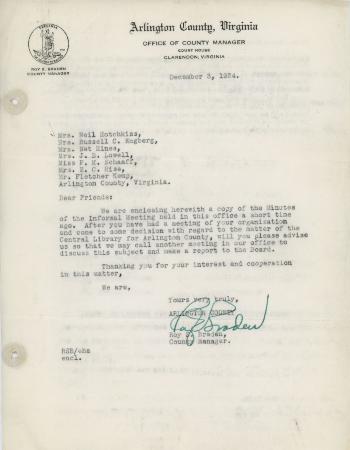 Arlington County, Virginia
OFFICE OF COUNTY MANAGER
COURT HOUSE
CLARENDON, VIRGINIA
ROY S. BRADEN
COUNTY MANAGER
December 3, 1934.
Mrs. Neil Hotchkiss,
Mrs. Russell C. Magberg,
Mrs. Nat Hines,
Mrs. J. B. Lowell,
Miss F. M. Schaaff,
Mrs. E. C. Wise,
Mr. Fletcher Kemp,
Arlington County, Virginia.
Dear Friends:
We are enclosing herewith a copy of the Minutes
of the Informal Meeting held in this office a short time
ago. After you have had a meeting of your organization
and come to some decision with regard to the matter of the
Central Library for Arlington County, will you please advise
us so that we may call another meeting in our office to
discuss this subject and make a report to the Board.
Thanking you for your interest and cooperation
in this matter,
We are,
Yours very truly,
ARLINGTON COUNTY
Roy S. Braden
Roy S. Braden,
County Manager.
RSB/ehz
encl.